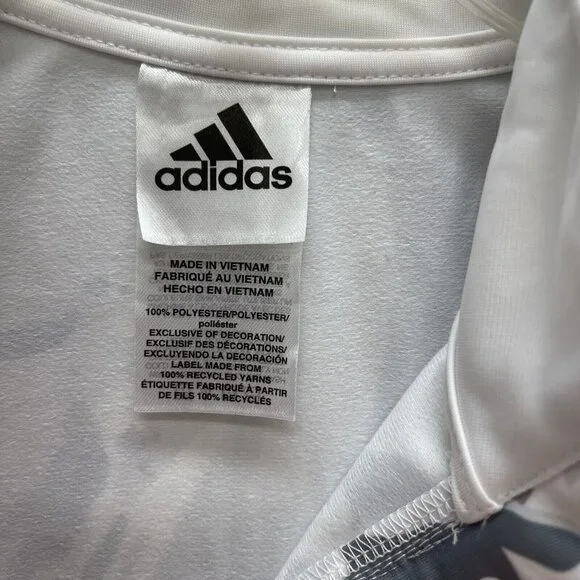 adidas
MADE IN VIETNAM
FABRIQUÉ AU VIETNAM
HECHO EN VIETNAM
100% POLYESTER/POLYESTER/
poliéster
EXCLUSIVE OF DECORATION/
EXCLUSIF DES DÉCORATIONS/
EXCLUYENDO LA DECORACIÓN
LABEL MADE FROM
100% RECYCLED YARNS
ÉTIQUETTE FABRIQUÉ À PARTIR
DE FILS 100% RECYCLÉS